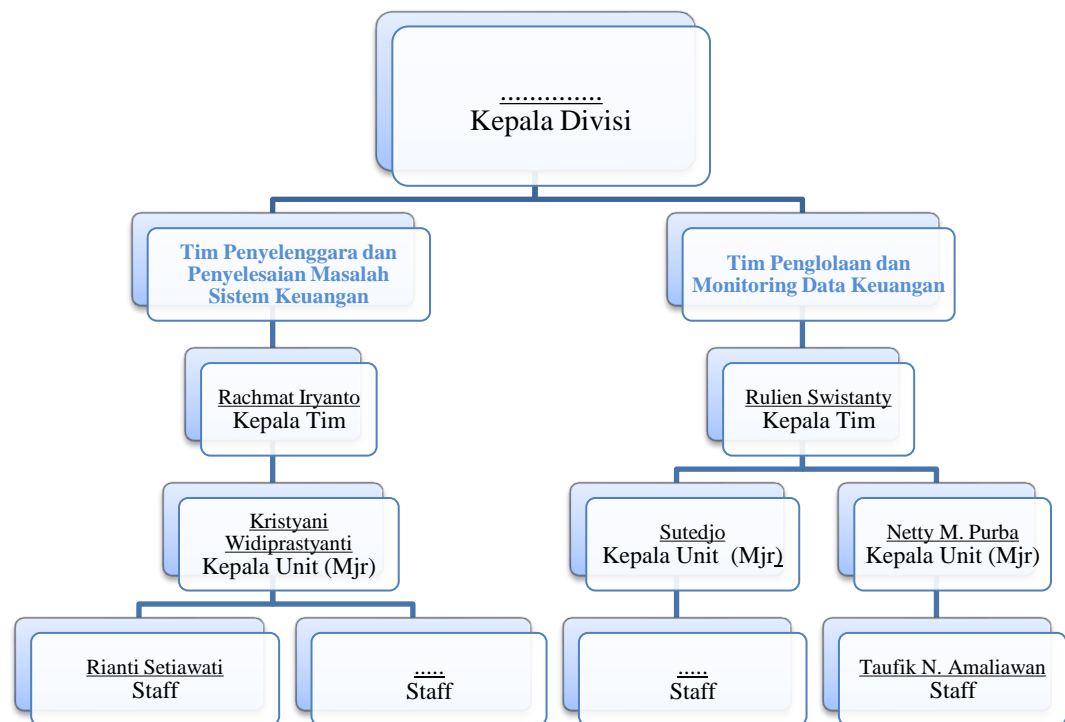 ..............
Kepala Divisi
Tim Penyelenggara dan
Penyelesaian Masalah
Sistem Keuangan
Tim Penglolaan dan
Monitoring Data Keuangan
Rachmat Iryanto
Kepala Tim
Rulien Swistanty
Kepala Tim
Kristyani
Widiprastyanti
Kepala Unit (Mjr)
Sutedjo
Kepala Unit (Mjr)
Netty M. Purba
Kepala Unit (Mjr)
Rianti Setiawati
Staff
.....
Staff
.....
Staff
Taufik N. Amaliawan
Staff